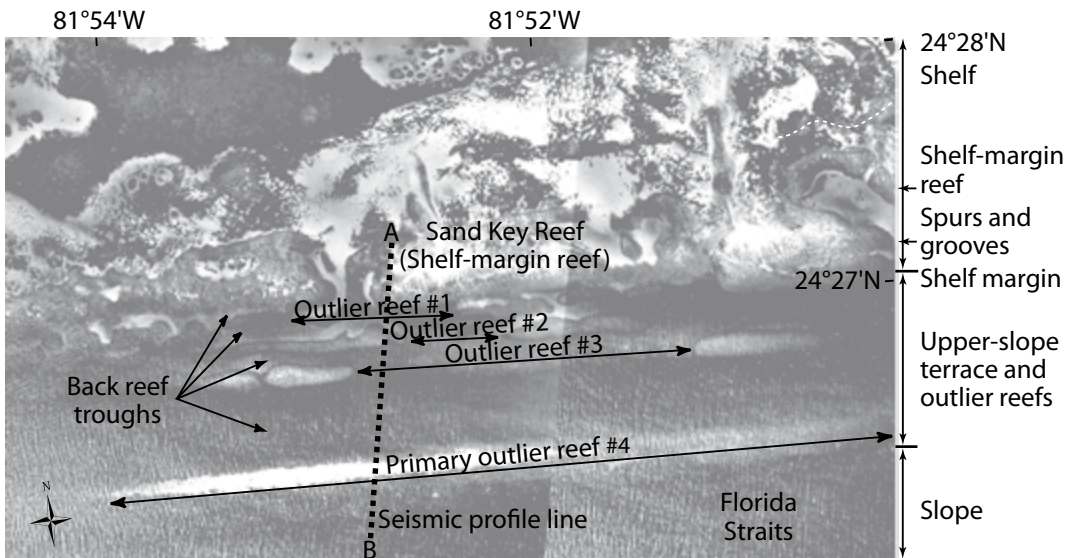 81°54'W
81°52'W
24°28'N
Shelf
Shelf-margin
reef
Spurs and
grooves
A
Sand Key Reef
(Shelf-margin reef)
24°27'N
Shelf margin
Outlier reef #1
Outlier reef #2
Outlier reef #3
Upper-slope
terrace and
outlier reefs
Back reef
troughs
Primary outlier reef #4
N
Seismic profile line
Florida
Straits
Slope
B